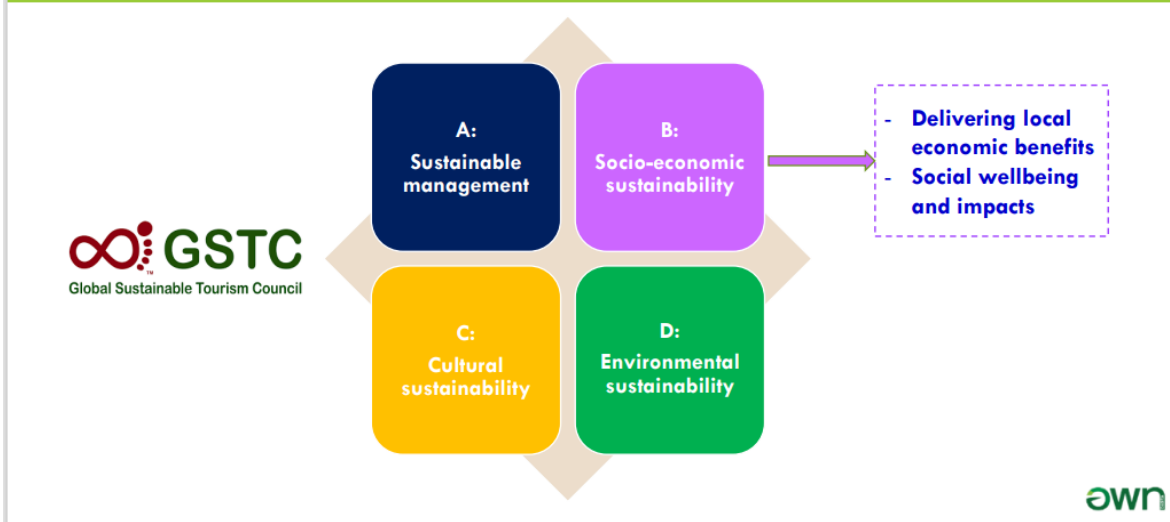 A:
Sustainable
management
B:
Socio-economic
sustainability
- Delivering local
economic benefits
- Social wellbeing
and impacts
GSTC
TM
Global Sustainable Tourism Council
C:
Cultural
sustainability
D:
Environmental
sustainability